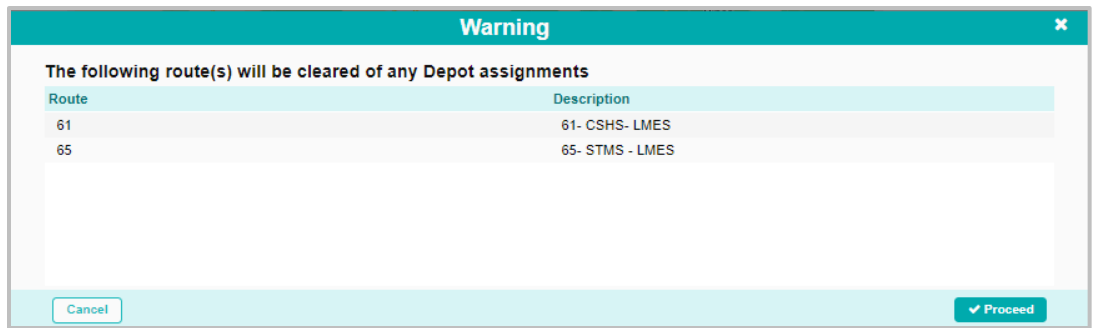 Warning
The following route(s) will be cleared of any Depot assignments
Route Description
61 61- CSHS- LMES
65 65- STMS - LMES
Cancel Proceed